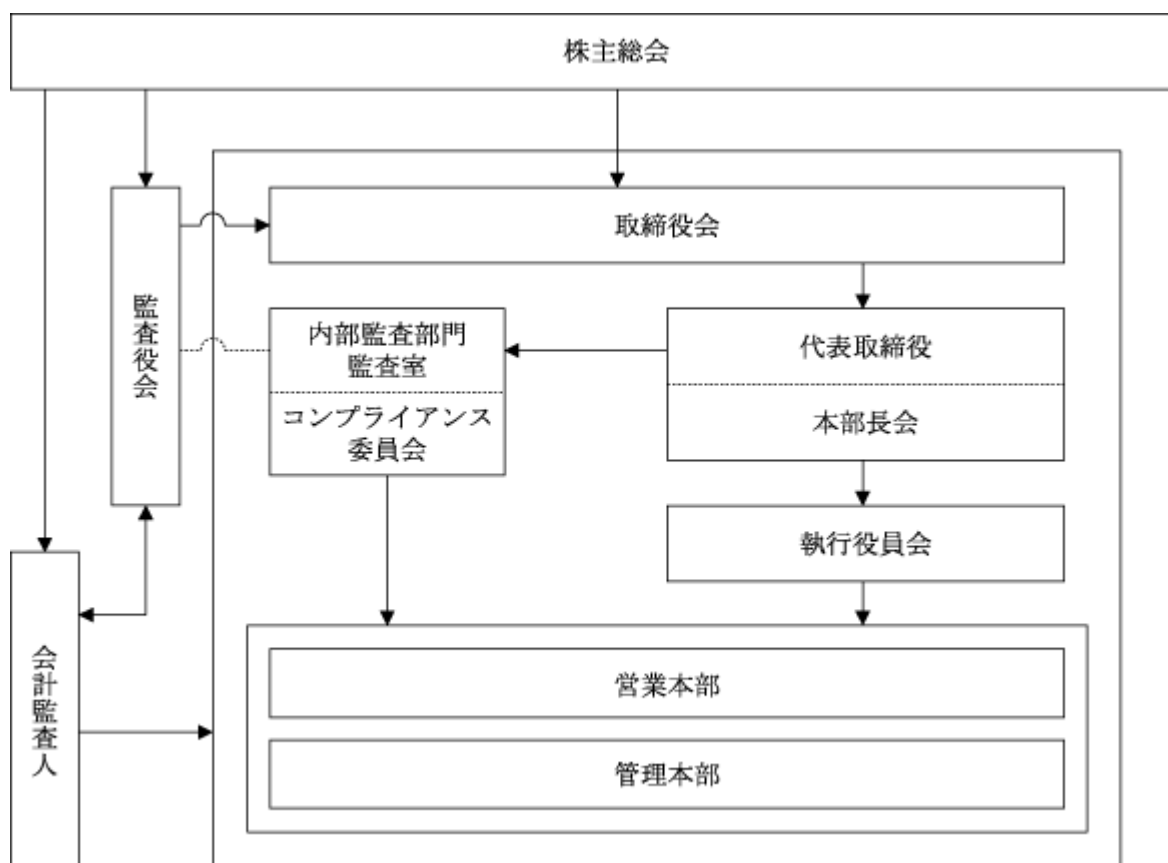 株主総会
取締役会
監査役会
内部監査部門
監査室
コンプライアンス
委員会
代表取締役
本部長会
執行役員会
会計監査人
営業本部
管理本部